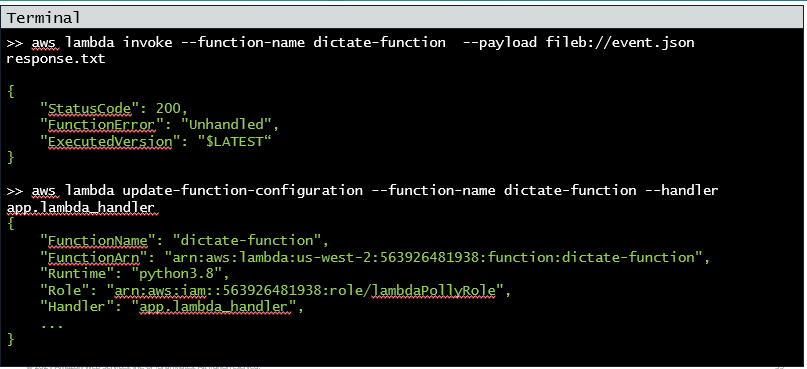 Terminal
>> aws lambda invoke --function-name dictate-function  --payload fileb://event.json
response.txt
{
    "StatusCode": 200,
    "FunctionError": "Unhandled",
    "ExecutedVersion": "$LATEST“
}
>> aws lambda update-function-configuration --function-name dictate-function --handler
app.lambda_handler
{
    "FunctionName": "dictate-function",
    "FunctionArn": "arn:aws:lambda:us-west-2:563926481938:function:dictate-function",
    "Runtime": "python3.8",
    "Role": "arn:aws:iam::563926481938:role/lambdaPollyRole",
    "Handler": "app.lambda_handler",
    ...
}